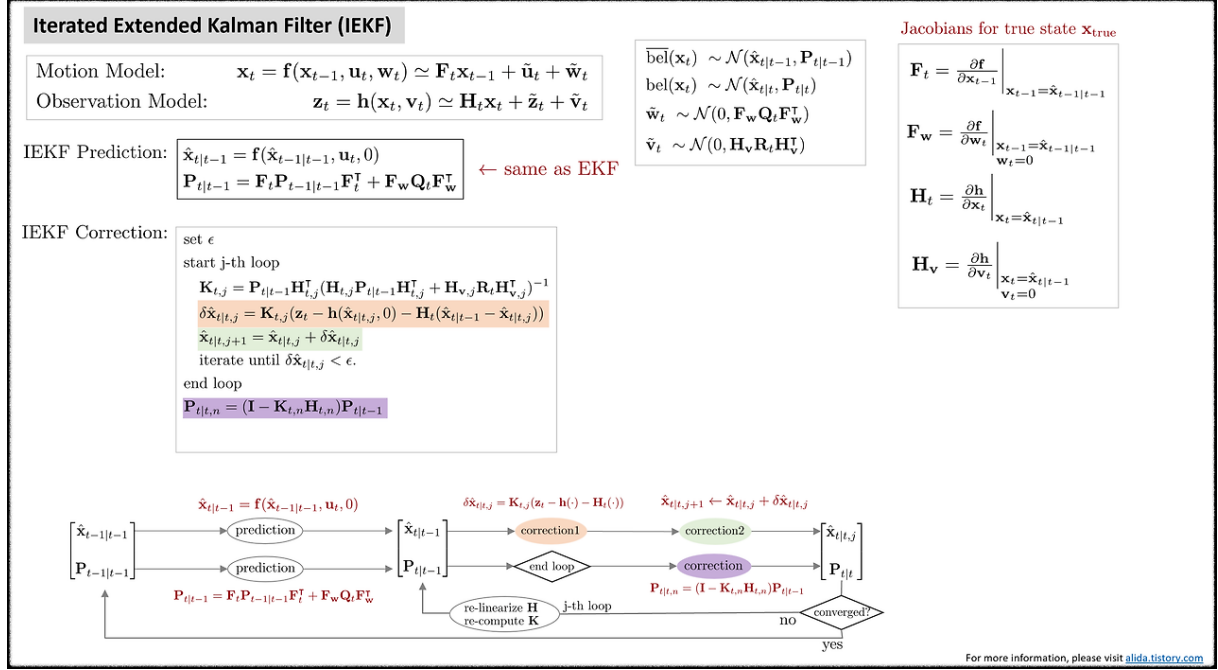 Iterated Extended Kalman Filter (IEKF)
Motion Model: x_t = f(x_{t−1}, u_t, w_t) ≃ F_t x_{t−1} + ũ_t + w̃_t
Observation Model: z_t = h(x_t, v_t) ≃ H_t x_t + z̃_t + ṽ_t
IEKF Prediction: x̂_{t|t−1} = f(x̂_{t−1|t−1}, u_t, 0)
P_{t|t−1} = F_t P_{t−1|t−1} F_t^⊺ + F_w Q_t F_w^⊺
← same as EKF
IEKF Correction:
set ϵ
start j-th loop
K_{t,j} = P_{t|t−1} H_{t,j}^⊺ (H_{t,j} P_{t|t−1} H_{t,j}^⊺ + H_{v,j} R_t H_{v,j}^⊺)^{−1}
δx̂_{t|t,j} = K_{t,j}(z_t − h(x̂_{t|t,j}, 0) − H_t(x̂_{t|t−1} − x̂_{t|t,j}))
x̂_{t|t,j+1} = x̂_{t|t,j} + δx̂_{t|t,j}
iterate until δx̂_{t|t,j} < ϵ.
end loop
P_{t|t,n} = (I − K_{t,n} H_{t,n}) P_{t|t−1}
b̅e̅l̅(x_t) ∼ N(x̂_{t|t−1}, P_{t|t−1})
bel(x_t) ∼ N(x̂_{t|t}, P_{t|t})
w̃_t ∼ N(0, F_w Q_t F_w^⊺)
ṽ_t ∼ N(0, H_v R_t H_v^⊺)
Jacobians for true state x_true
F_t = ∂f/∂x_{t−1} | x_{t−1}=x̂_{t−1|t−1}
F_w = ∂f/∂w_t | x_{t−1}=x̂_{t−1|t−1}
w_t=0
H_t = ∂h/∂x_t | x_t=x̂_{t|t−1}
H_v = ∂h/∂v_t | x_t=x̂_{t|t−1}
v_t=0
x̂_{t|t−1} = f(x̂_{t−1|t−1}, u_t, 0)
δx̂_{t|t,j} = K_{t,j}(z_t − h(·) − H_t(·))
x̂_{t|t,j+1} ← x̂_{t|t,j} + δx̂_{t|t,j}
x̂_{t−1|t−1}
prediction
x̂_{t|t−1}
correction1
correction2
x̂_{t|t,j}
P_{t−1|t−1}
prediction
P_{t|t−1}
end loop
correction
P_{t|t}
P_{t|t−1} = F_t P_{t−1|t−1} F_t^⊺ + F_w Q_t F_w^⊺
P_{t|t,n} = (I − K_{t,n} H_{t,n}) P_{t|t−1}
re-linearize H
re-compute K
j-th loop
no
converged?
yes
For more information, please visit alida.tistory.com